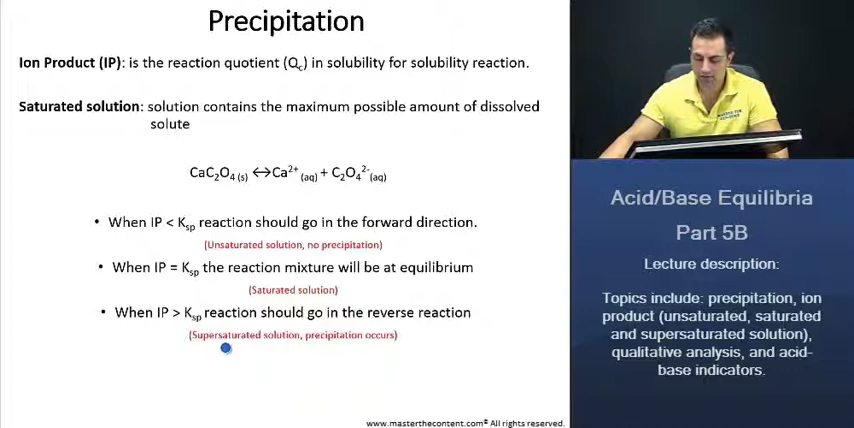 Precipitation
Ion Product (IP): is the reaction quotient (Qc) in solubility for solubility reaction.
Saturated solution: solution contains the maximum possible amount of dissolved
solute
CaC₂O₄ (s) ↔Ca²⁺ (aq) + C₂O₄²⁻ (aq)
• When IP < Ksp reaction should go in the forward direction.
(Unsaturated solution, no precipitation)
• When IP = Ksp the reaction mixture will be at equilibrium
(Saturated solution)
• When IP > Ksp reaction should go in the reverse reaction
(Supersaturated solution, precipitation occurs)
www.masterthecontent.com® All rights reserved.
Acid/Base Equilibria
Part 5B
Lecture description:
Topics include: precipitation, ion
product (unsaturated, saturated
and supersaturated solution),
qualitative analysis, and acid-
base indicators.